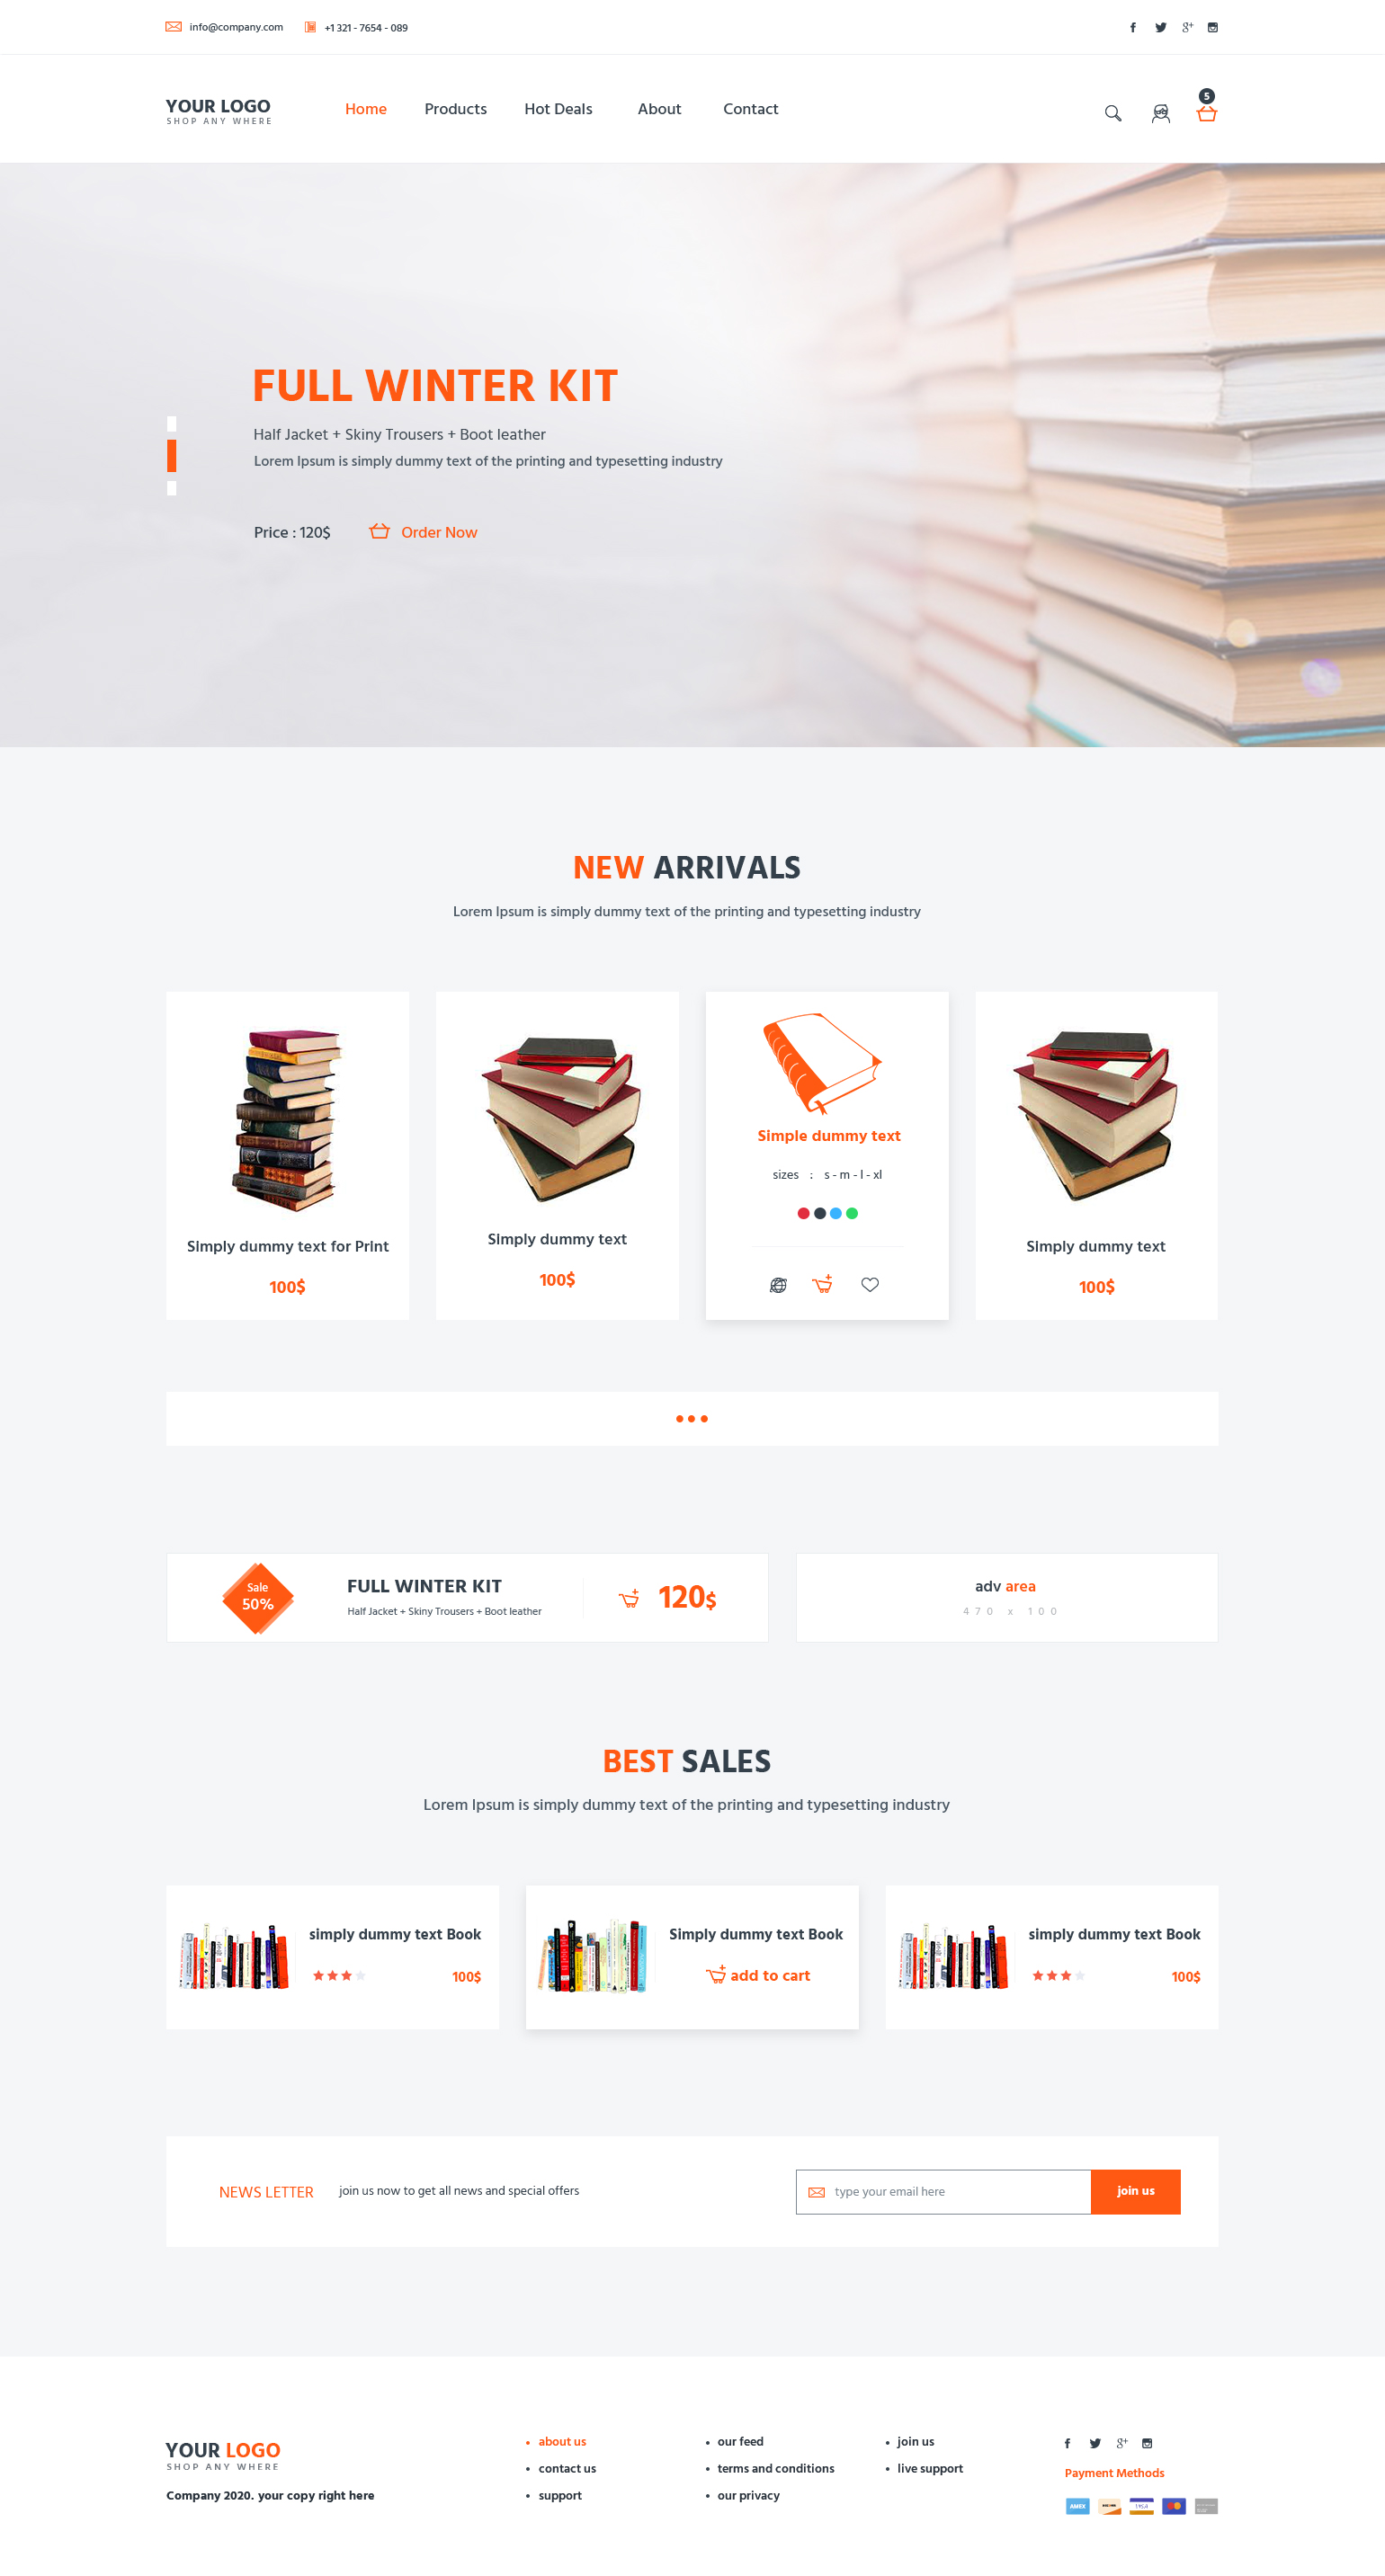 info@company.com
+1 321 - 7654 - 089
YOUR LOGO
SHOP ANY WHERE
Home
Products
Hot Deals
About
Contact
5
FULL WINTER KIT
Half Jacket + Skiny Trousers + Boot leather
Lorem Ipsum is simply dummy text of the printing and typesetting industry
Price : 120$
Order Now
NEW ARRIVALS
Lorem Ipsum is simply dummy text of the printing and typesetting industry
Simply dummy text for Print
100$
Simply dummy text
100$
Simple dummy text
sizes : s - m - l - xl
Simply dummy text
100$
Sale
50%
FULL WINTER KIT
Half Jacket + Skinny Trousers + Boot leather
120$
adv area
470 x 100
BEST SALES
Lorem Ipsum is simply dummy text of the printing and typesetting industry
simply dummy text Book
100$
Simply dummy text Book
add to cart
simply dummy text Book
100$
NEWS LETTER
join us now to get all news and special offers
type your email here
join us
YOUR LOGO
SHOP ANY WHERE
Company 2020. your copy right here
about us
contact us
support
our feed
terms and conditions
our privacy
join us
live support
g+
Payment Methods
AMEX
VISA